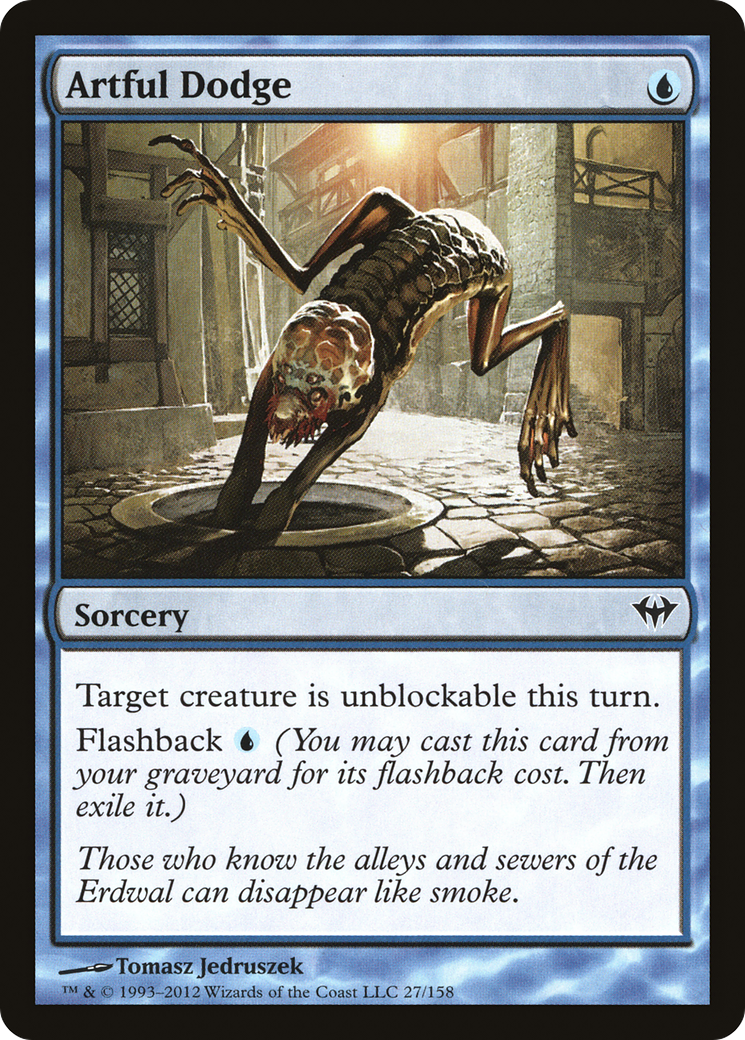 Artful Dodge
Sorcery
Target creature is unblockable this turn.
Flashback (You may cast this card from
your graveyard for its flashback cost. Then
exile it.)
Those who know the alleys and sewers of the
Erdwal can disappear like smoke.
Tomasz Jedruszek
™ & © 1993–2012 Wizards of the Coast LLC 27/158